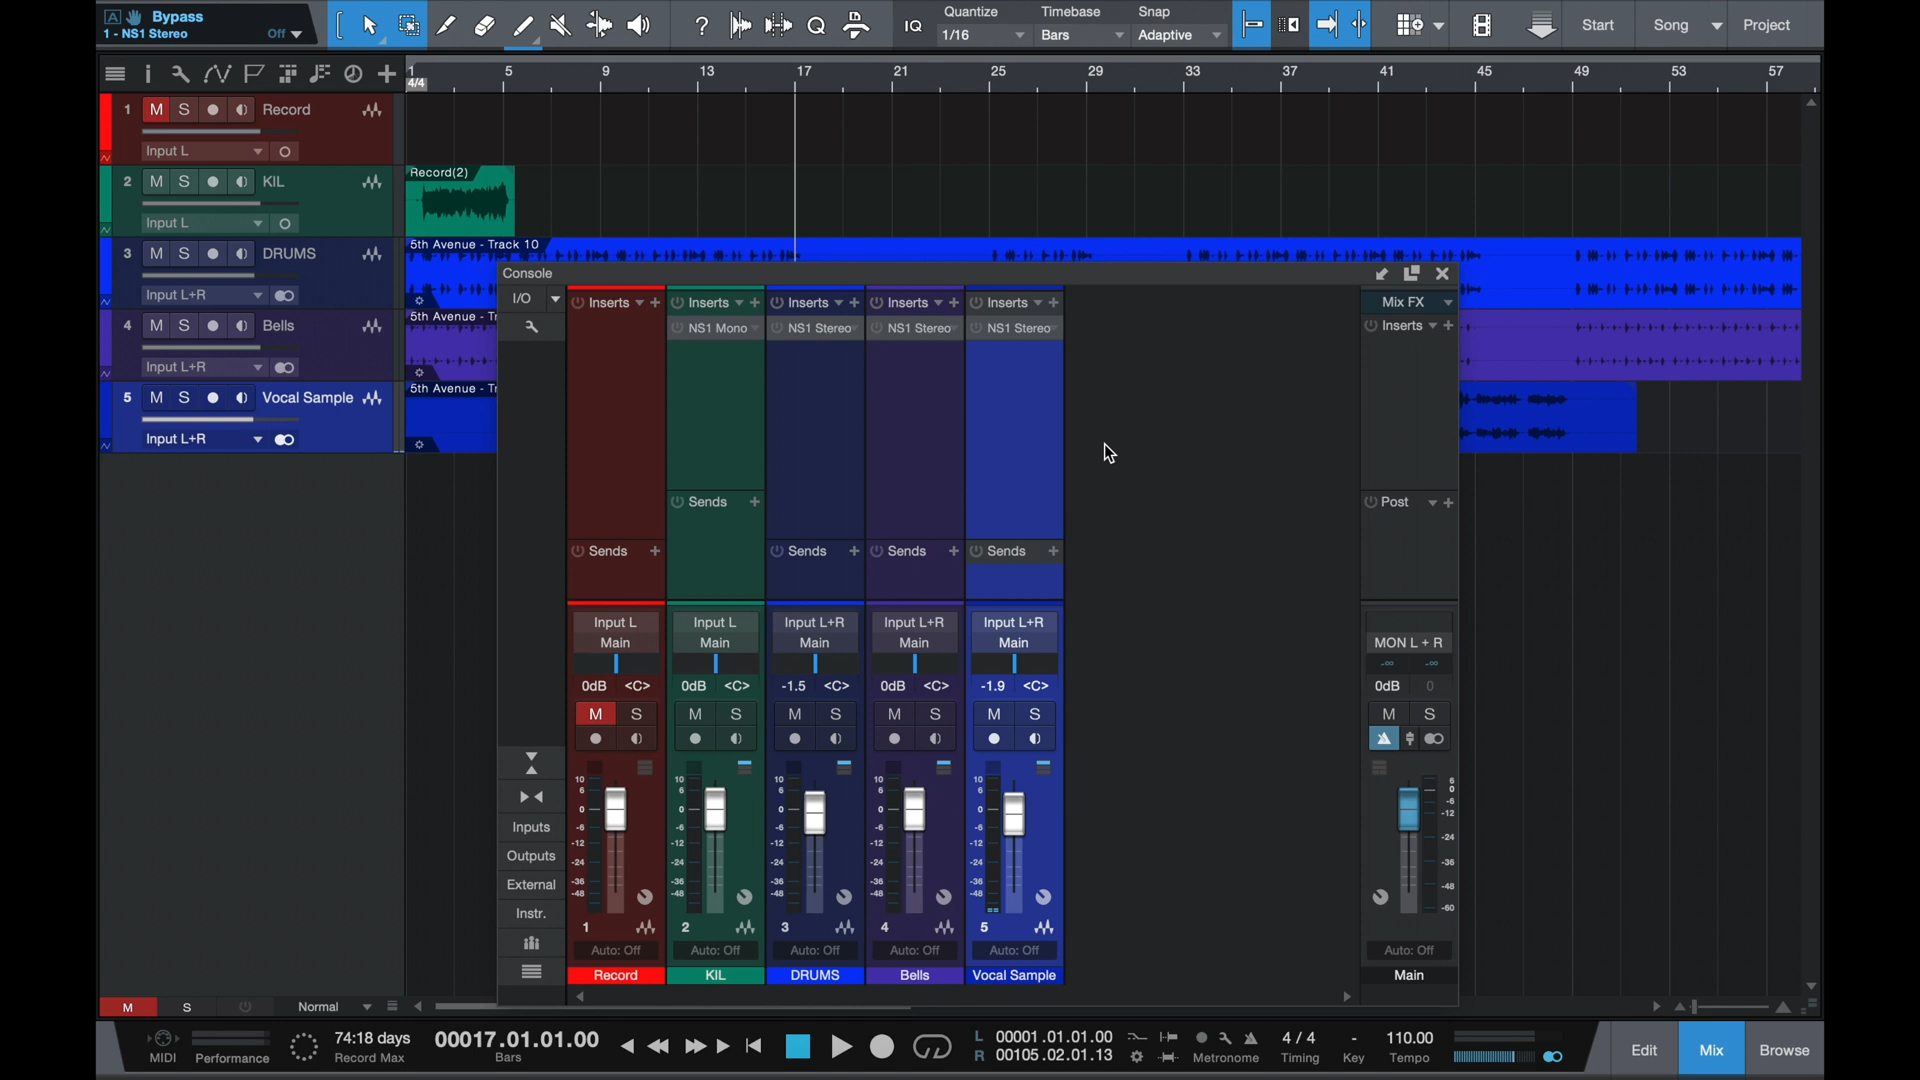 Bypass
1 - NS1 Stereo
Off
IQ
Quantize
1/16
Timebase
Bars
Snap
Adaptive
Start
Song
Project
1 5 9 13 17 21 25 29 33 37 41 45 49 53 57
4/4
1 M S Record
Input L
2 M S KIL
Input L
3 M S DRUMS
Input L+R
4 M S Bells
Input L+R
5 M S Vocal Sample
Input L+R
Record(2)
5th Avenue - Track 10
5th Avenue - Tr
5th Avenue - Tr
Console
I/O
Inserts Inserts Inserts Inserts Inserts
NS1 Mono NS1 Stereo NS1 Stereo NS1 Stereo
Mix FX
Inserts
Sends
Sends Sends Sends Sends
Post
Input L Input L Input L+R Input L+R Input L+R
Main Main Main Main Main
MON L + R
-∞ -∞
0dB <C> 0dB <C> -1.5 <C> 0dB <C> -1.9 <C> 0dB 0
M S M S M S M S M S M S
10 10 10 10 10 6
6 6 6 6 6 0
0 0 0 0 0 -6
-6 -6 -6 -6 -6 -12
-12 -12 -12 -12 -12 -24
-24 -24 -24 -24 -24 -36
-36 -36 -36 -36 -36 -48
-48 -48 -48 -48 -48 -60
Inputs
Outputs
External
Instr.
1 2 3 4 5
Auto: Off Auto: Off Auto: Off Auto: Off Auto: Off Auto: Off
Record KIL DRUMS Bells Vocal Sample Main
M S Normal
MIDI
Performance
74:18 days
Record Max
00017.01.01.00
Bars
L 00001.01.01.00
R 00105.02.01.13
Metronome
4 / 4
Timing
-
Key
110.00
Tempo
Edit
Mix
Browse